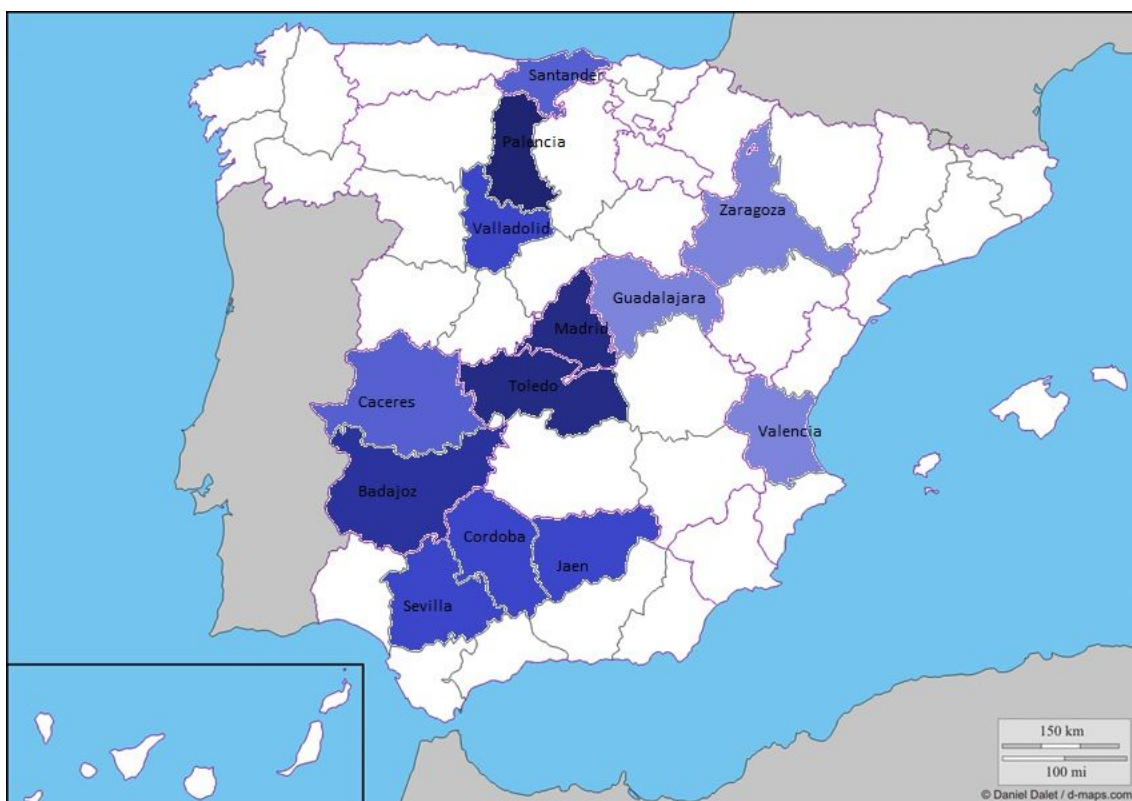 Santander
Palencia
Valladolid
Zaragoza
Guadalajara
Madrid
Toledo
Caceres
Valencia
Badajoz
Cordoba
Jaen
Sevilla
150 km
100 mi
© Daniel Dalet / d-maps.com